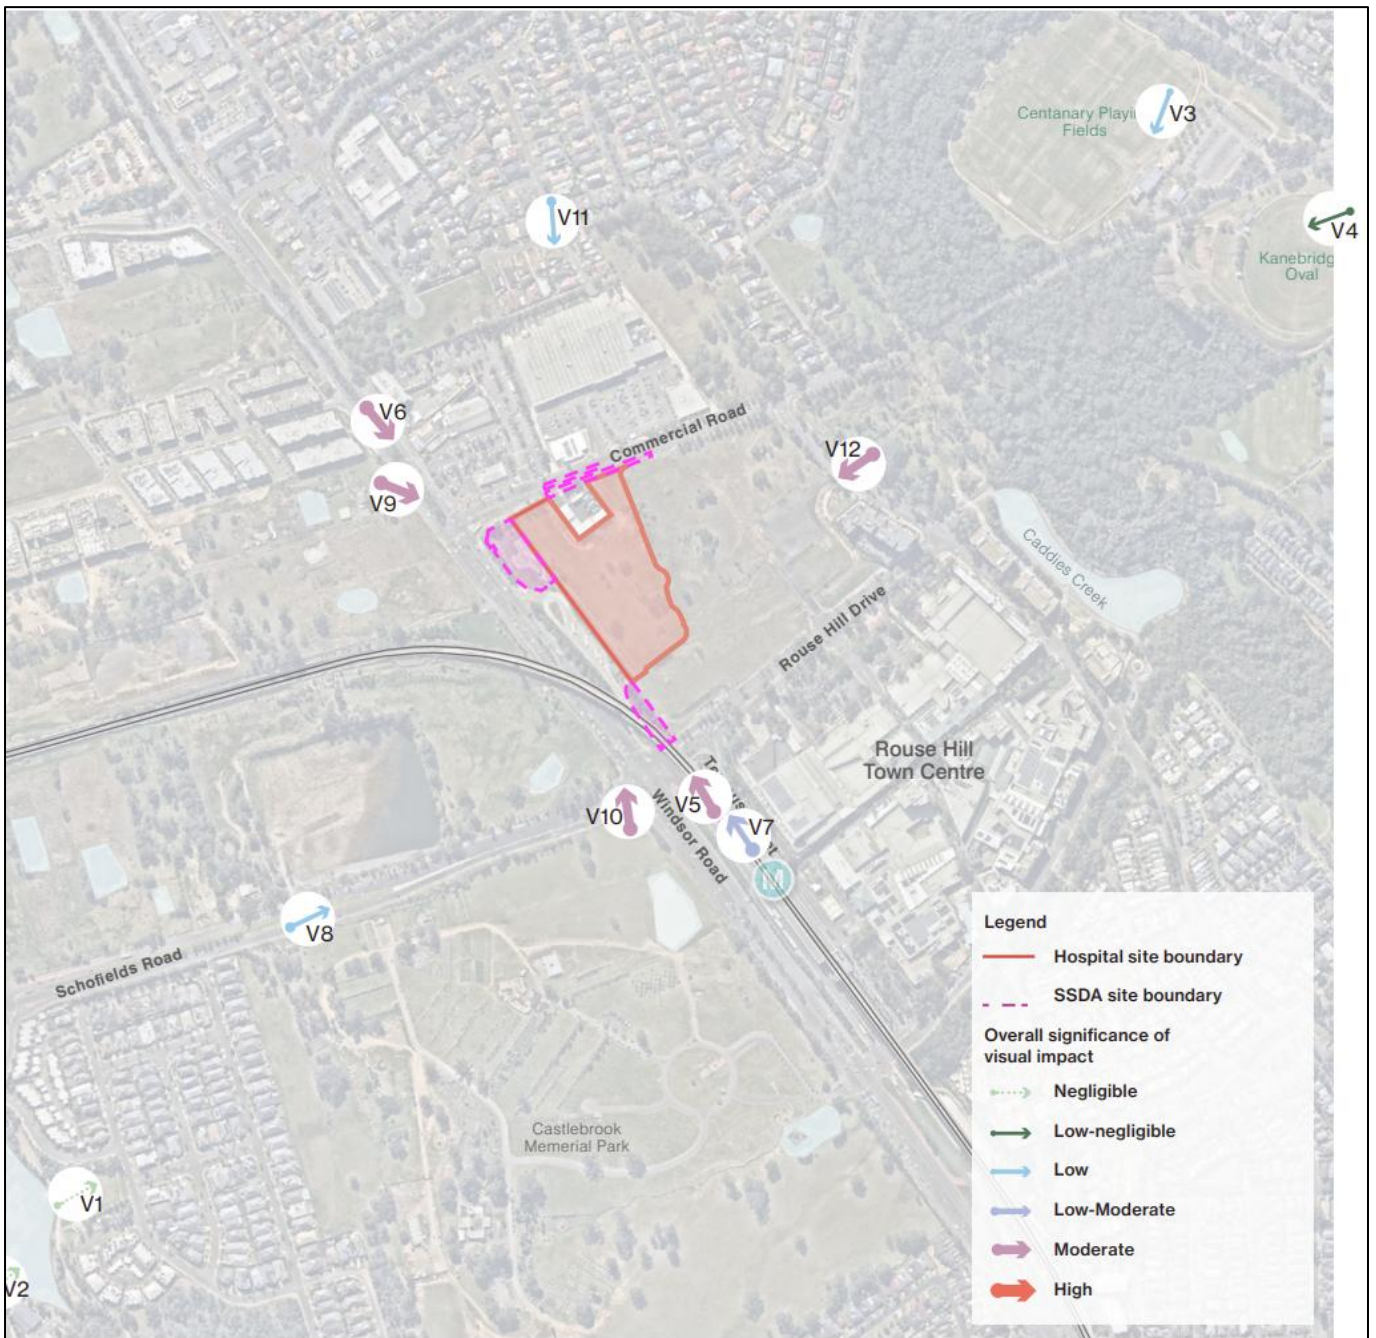 Centanary Playi
Fields
V3
V11
V4
Kanebridg
Oval
V6
Commercial Road
V12
V9
Caddies Creek
Rouse Hill Drive
Rouse Hill
Town Centre
V5
V10
V7
Windsor Road
M
V8
Schofields Road
Legend
Hospital site boundary
SSDA site boundary
Overall significance of
visual impact
Negligible
Low-negligible
Low
Low-Moderate
Moderate
High
Castlebrook
Memerial Park
V1
V2